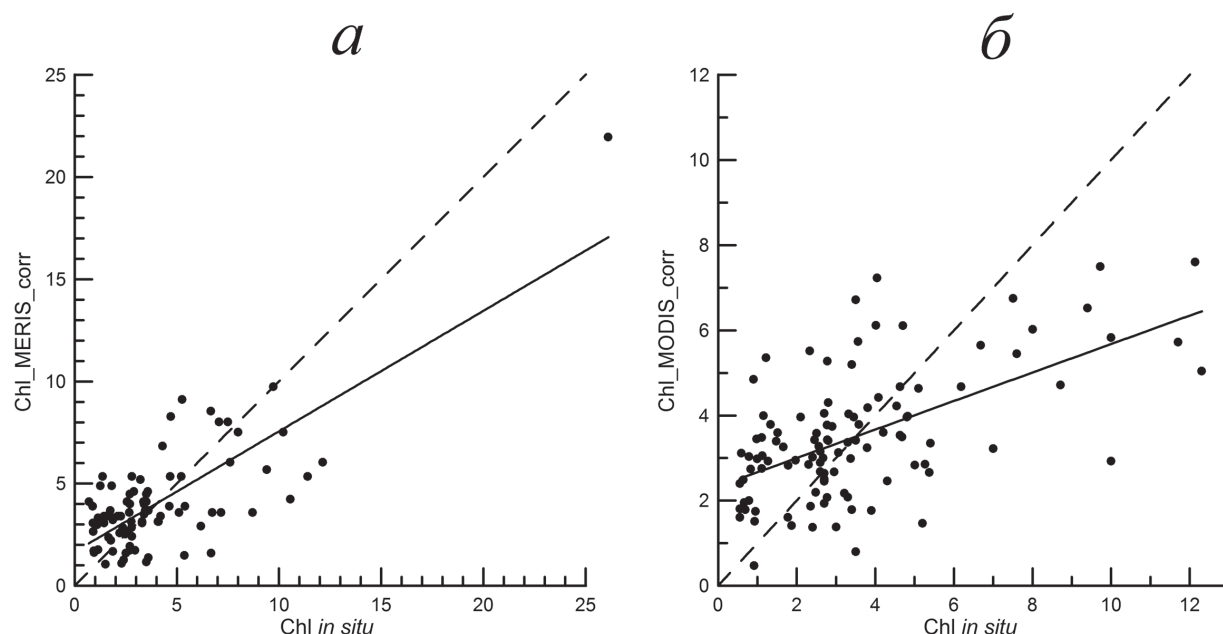 а
б
25
20
15
10
5
0
Chl_MERIS_corr
0 5 10 15 20 25
Chl in situ
12
10
8
6
4
2
0
Chl_MODIS_corr
0 2 4 6 8 10 12
Chl in situ